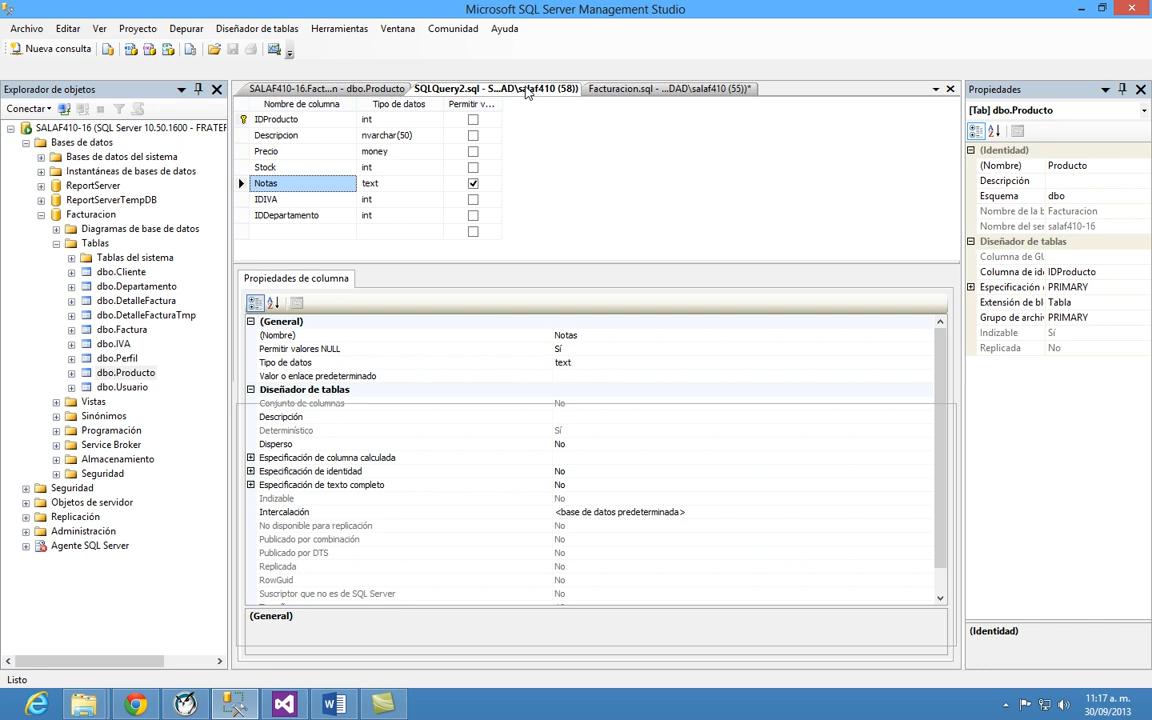 Microsoft SQL Server Management Studio
Archivo Editar Ver Proyecto Depurar Diseñador de tablas Herramientas Ventana Comunidad Ayuda
Nueva consulta
Explorador de objetos
Conectar
SALAF410-16 (SQL Server 10.50.1600 - FRATER
Bases de datos
Bases de datos del sistema
Instantáneas de bases de datos
ReportServer
ReportServerTempDB
Facturacion
Diagramas de base de datos
Tablas
Tablas del sistema
dbo.Cliente
dbo.Departamento
dbo.DetalleFactura
dbo.DetalleFacturaTmp
dbo.Factura
dbo.IVA
dbo.Perfil
dbo.Producto
dbo.Usuario
Vistas
Sinónimos
Programación
Service Broker
Almacenamiento
Seguridad
Seguridad
Objetos de servidor
Replicación
Administración
Agente SQL Server
SALAF410-16.Fact...n - dbo.Producto SQLQuery2.sql - S...AD\salaf410 (58)) Facturacion.sql - ...DAD\salaf410 (55))*
Nombre de columna Tipo de datos Permitir v...
IDProducto int
Descripcion nvarchar(50)
Precio money
Stock int
Notas text
IDIVA int
IDDepartamento int
Propiedades de columna
(General)
(Nombre) Notas
Permitir valores NULL Sí
Tipo de datos text
Valor o enlace predeterminado
Diseñador de tablas
Conjunto de columnas No
Descripción
Determinístico Sí
Disperso No
Especificación de columna calculada
Especificación de identidad No
Especificación de texto completo No
Indizable No
Intercalación <base de datos predeterminada>
No disponible para replicación No
Publicado por combinación No
Publicado por DTS No
Replicada No
RowGuid No
Suscriptor que no es de SQL Server No
(General)
Propiedades
[Tab] dbo.Producto
(Identidad)
(Nombre) Producto
Descripción
Esquema dbo
Nombre de la b Facturacion
Nombre del ser salaf410-16
Diseñador de tablas
Columna de GU
Columna de ide IDProducto
Especificación PRIMARY
Extensión de bl Tabla
Grupo de archiv PRIMARY
Indizable Sí
Replicada No
(Identidad)
Listo
11:17 a. m.
30/09/2013